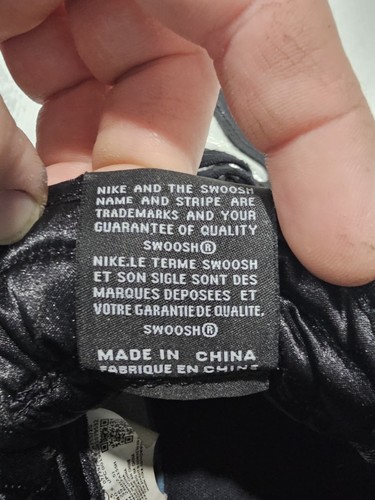 NIKE AND THE SWOOSH
NAME AND STRIPE ARE
TRADEMARKS AND YOUR
GUARANTEE OF QUALITY
SWOOSH®
NIKE.LE TERME SWOOSH
ET SON SIGLE SONT DES
MARQUES DEPOSEES ET
VOTRE GARANTIE DE QUALITE.
SWOOSH®
MADE IN CHINA
FABRIQUE EN CHINE